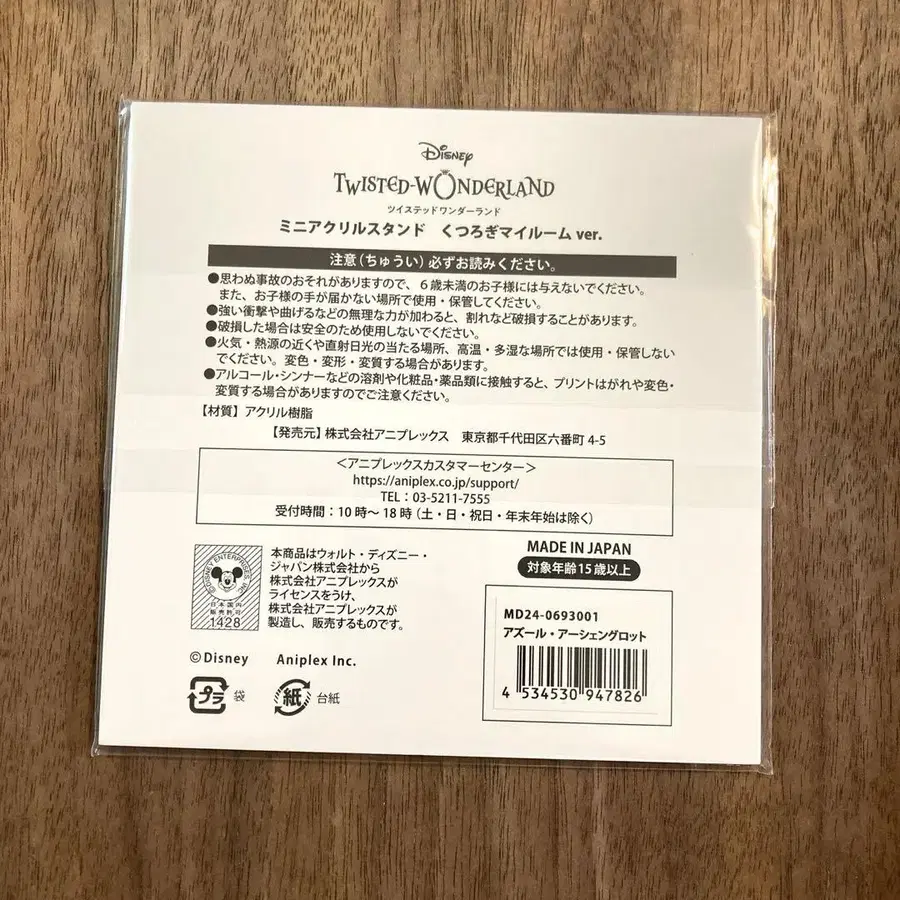 Disney
TWISTED-WONDERLAND
ツイステッドワンダーランド
ミニアクリルスタンド くつろぎマイルーム ver.
注意(ちゅうい)必ずお読みください。
●思わぬ事故のおそれがありますので、6歳未満のお子様には与えないでください。
また、お子様の手が届かない場所で使用・保管してください。
●強い衝撃や曲げるなどの無理な力が加わると、割れなど破損することがあります。
●破損した場合は安全のため使用しないでください。
●火気・熱源の近くや直射日光の当たる場所、高温・多湿な場所では使用・保管しない
でください。変色・変形・変質する場合があります。
●アルコール・シンナーなどの溶剤や化粧品・薬品類に接触すると、プリントはがれや変色・
変質する場合がありますのでご注意ください。
【材質】アクリル樹脂
【発売元】株式会社アニプレックス 東京都千代田区六番町 4-5
<アニプレックスカスタマーセンター>
https://aniplex.co.jp/support/
TEL:03-5211-7555
受付時間:10時~18時(土・日・祝日・年末年始は除く)
©DISNEY ENTERPRISES, INC.
日本国内
販売許可
1428
本商品はウォルト・ディズニー・
ジャパン株式会社から
株式会社アニプレックスが
ライセンスをうけ、
株式会社アニプレックスが
製造し、販売するものです。
MADE IN JAPAN
対象年齢15歳以上
©Disney Aniplex Inc.
プラ 袋
紙 台紙
MD24-0693001
アズール・アーシェングロット
4 534530 947826